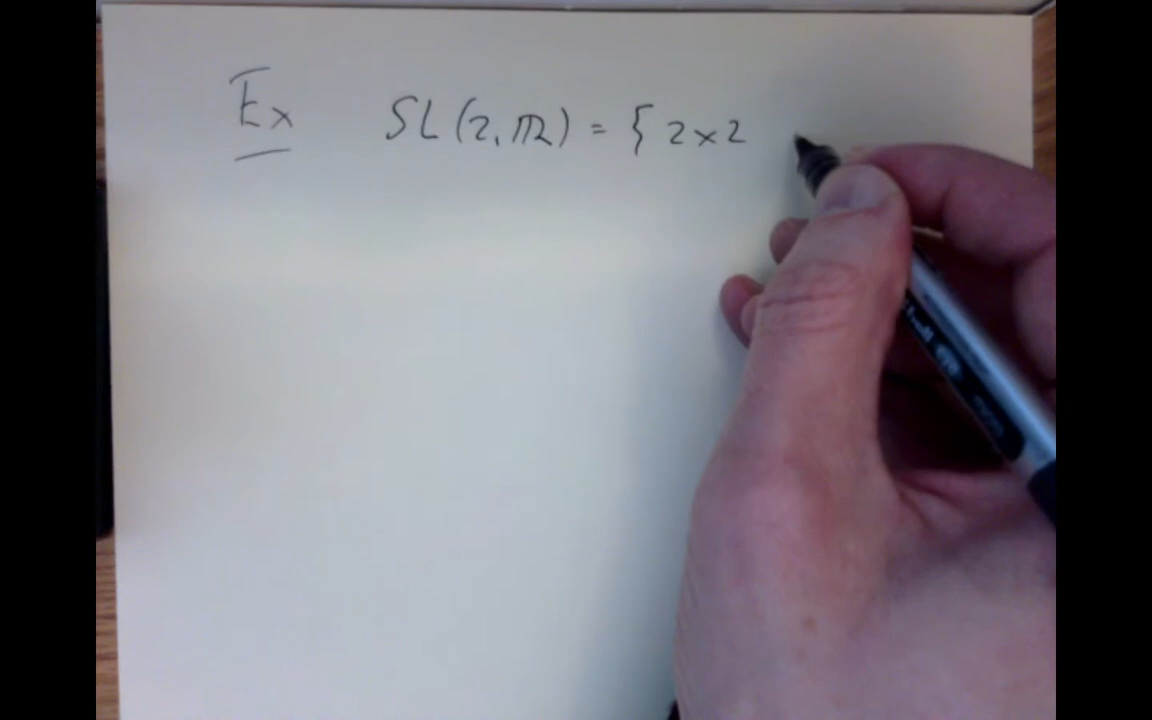 Ex SL(2,ℝ) = { 2×2